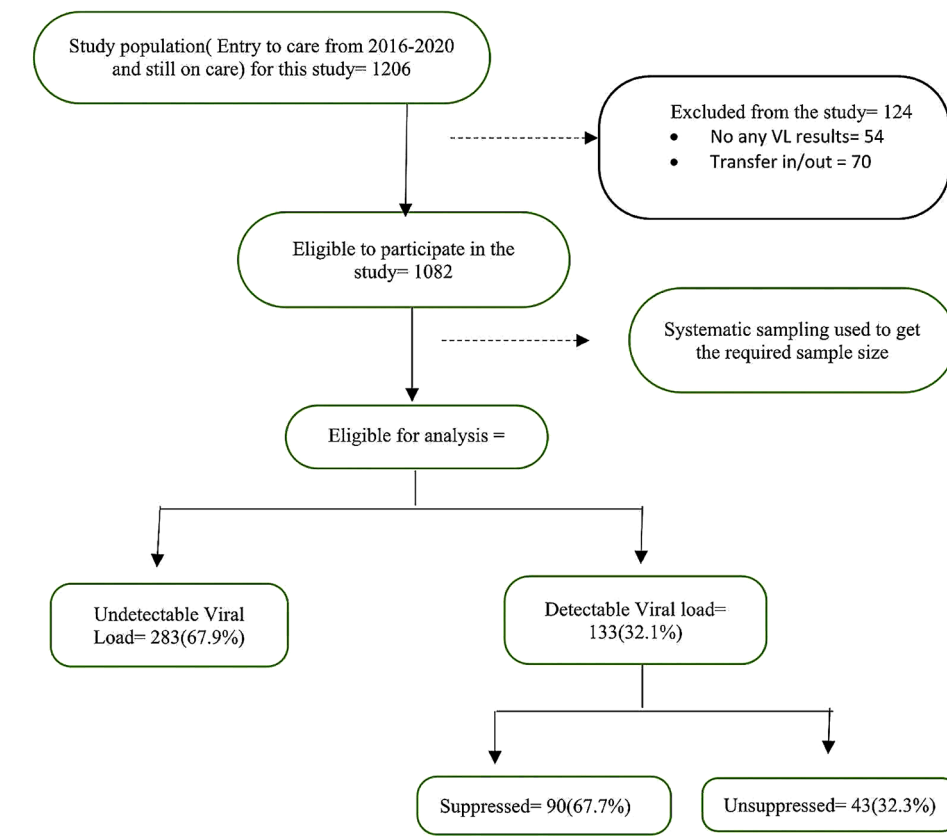 Study population( Entry to care from 2016-2020
and still on care) for this study= 1206
Excluded from the study= 124
• No any VL results= 54
• Transfer in/out = 70
Eligible to participate in the
study= 1082
Systematic sampling used to get
the required sample size
Eligible for analysis =
Undetectable Viral
Load= 283(67.9%)
Detectable Viral load=
133(32.1%)
Suppressed= 90(67.7%)
Unsuppressed= 43(32.3%)